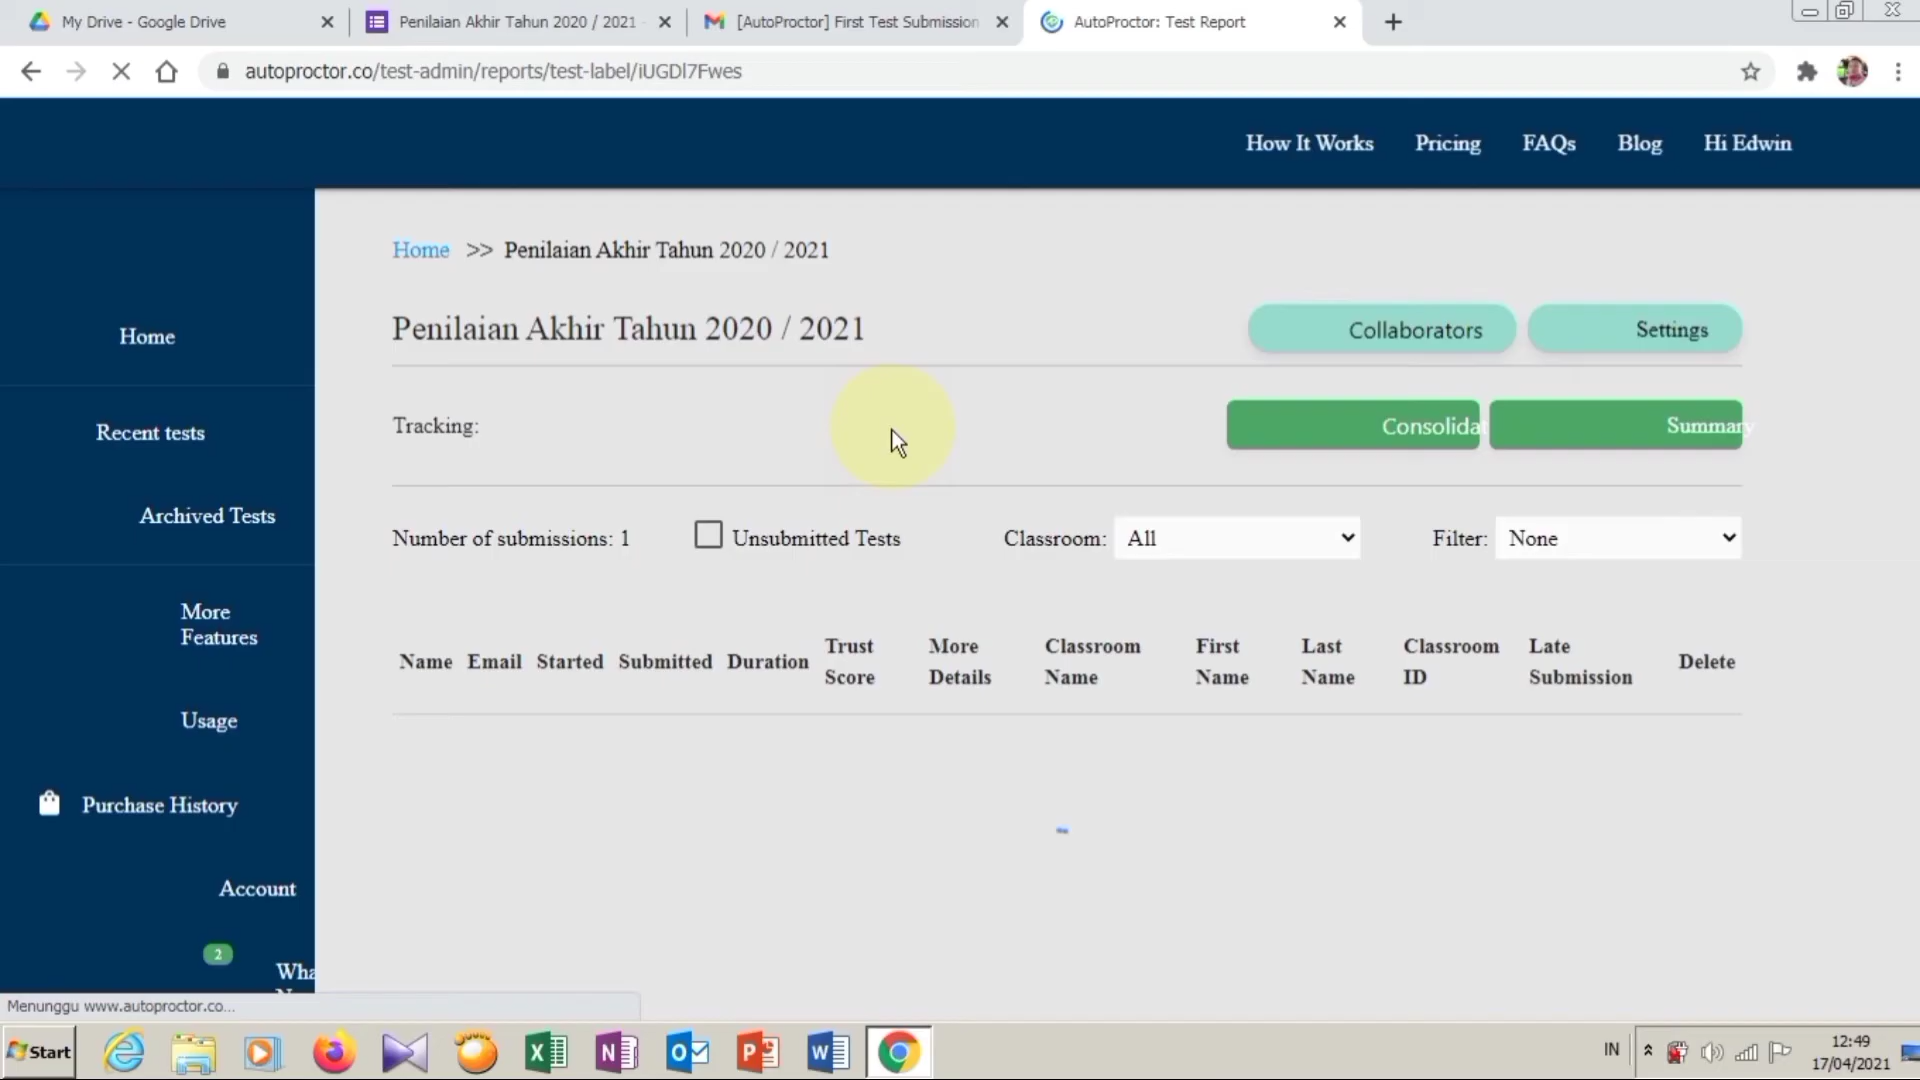 My Drive - Google Drive
Penilaian Akhir Tahun 2020 / 2021 -
[AutoProctor] First Test Submission
AutoProctor: Test Report
autoproctor.co/test-admin/reports/test-label/iUGDl7Fwes
How It Works
Pricing
FAQs
Blog
Hi Edwin
Home >> Penilaian Akhir Tahun 2020 / 2021
Penilaian Akhir Tahun 2020 / 2021
Collaborators
Settings
Tracking:
Consolidat
Summary
Number of submissions: 1
Unsubmitted Tests
Classroom: All
Filter: None
Name
Email
Started
Submitted
Duration
Trust
Score
More
Details
Classroom
Name
First
Name
Last
Name
Classroom
ID
Late
Submission
Delete
Home
Recent tests
Archived Tests
More
Features
Usage
Purchase History
Account
2
Wha
Menunggu www.autoproctor.co...
Start
IN
12:49
17/04/2021